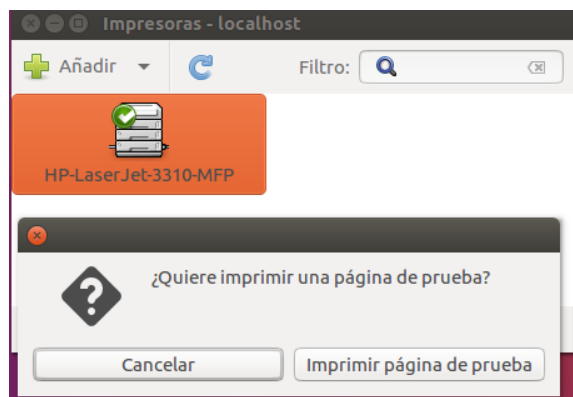 Impresoras - localhost
Añadir Filtro:
HP-LaserJet-3310-MFP
¿Quiere imprimir una página de prueba?
Cancelar Imprimir página de prueba